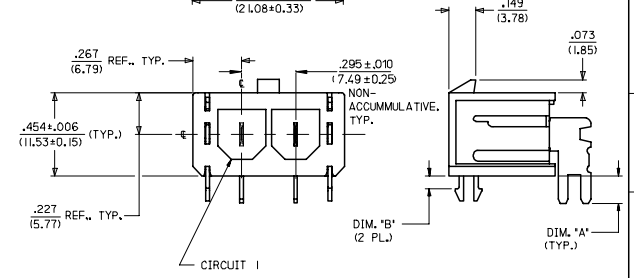 (21.08±0.33)
.149
(3.78)
.073
(1.85)
.267 REF., TYP.
(6.79)
.295±.010
(7.49±0.25)
NON-
ACCUMMULATIVE.
TYP.
.454±.006 (TYP.)
(11.53±0.15)
.227 REF., TYP.
(5.77)
CIRCUIT 1
DIM. "B"
(2 PL.)
DIM. "A"
(TYP.)